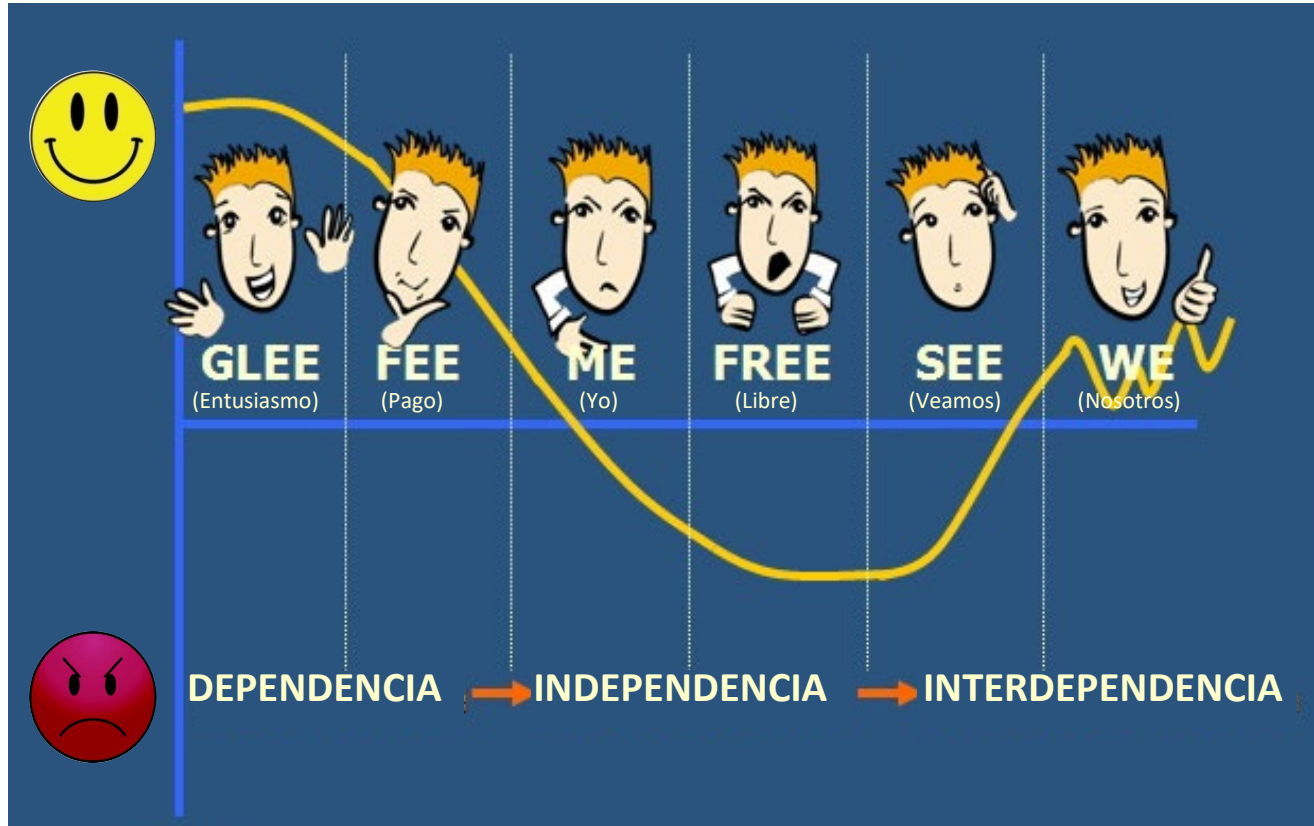 GLEE FEE ME FREE SEE WE
(Entusiasmo) (Pago) (Yo) (Libre) (Veamos) (Nosotros)
DEPENDENCIA INDEPENDENCIA INTERDEPENDENCIA